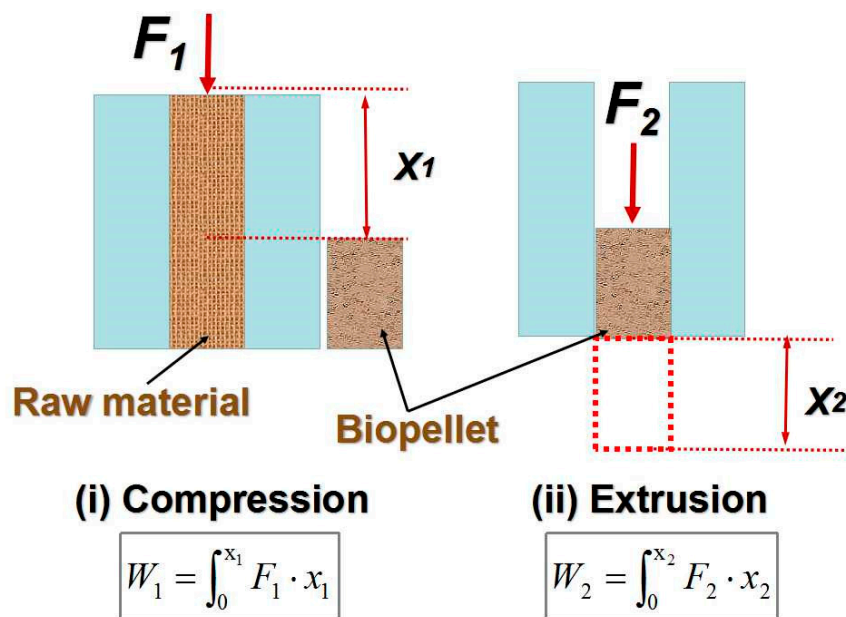 F₁
F₂
X₁
Raw material
Biopellet
X₂
(i) Compression
(ii) Extrusion
W₁ = ∫₀^{x₁} F₁ · x₁
W₂ = ∫₀^{x₂} F₂ · x₂